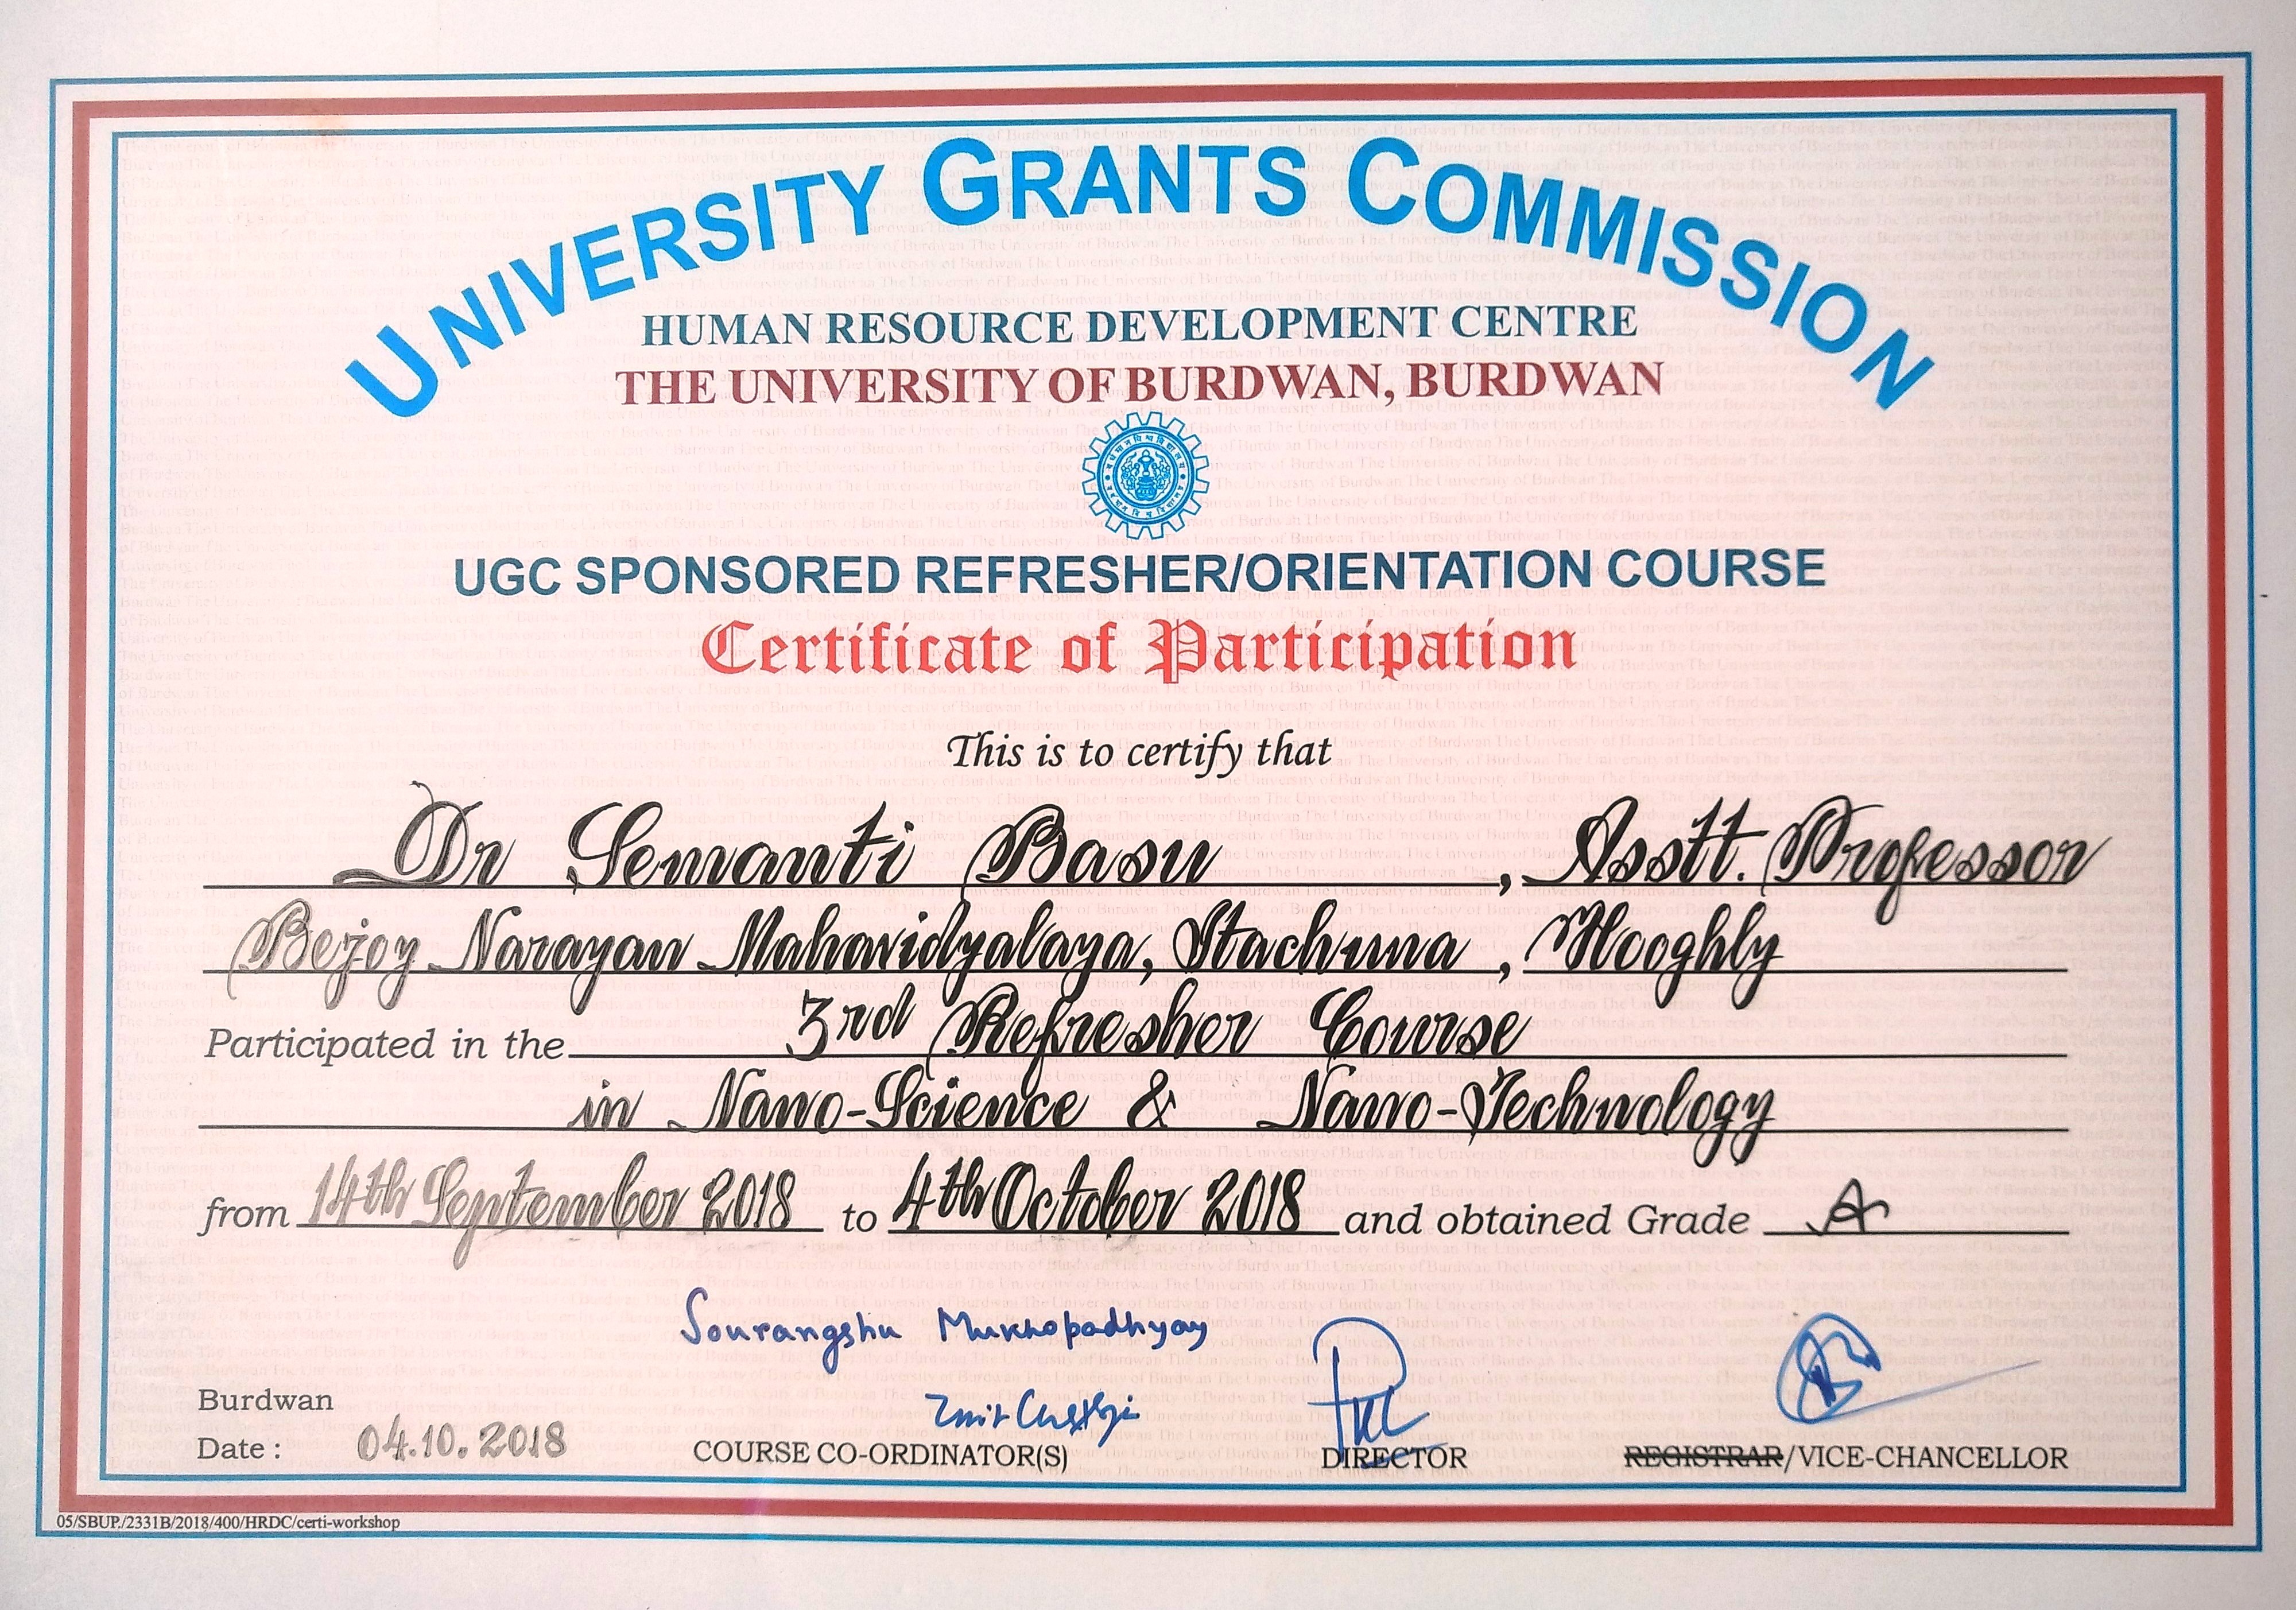 UNIVERSITY GRANTS COMMISSION
HUMAN RESOURCE DEVELOPMENT CENTRE
THE UNIVERSITY OF BURDWAN, BURDWAN
UGC SPONSORED REFRESHER/ORIENTATION COURSE
Certificate of Participation
This is to certify that
Dr Semanti Basu, Asstt. Professor
Bejoy Narayan Mahavidyalaya, Itachuna, Hooghly
Participated in the 3rd Refresher Course
in Nano-Science & Nano-Technology
from 14th September 2018 to 4th October 2018 and obtained Grade A
Sourangshu Mukhopadhyay
Burdwan
Date : 04.10.2018 COURSE CO-ORDINATOR(S) DIRECTOR REGISTRAR/VICE-CHANCELLOR
05/SBUP./2331B/2018/400/HRDC/certi-workshop